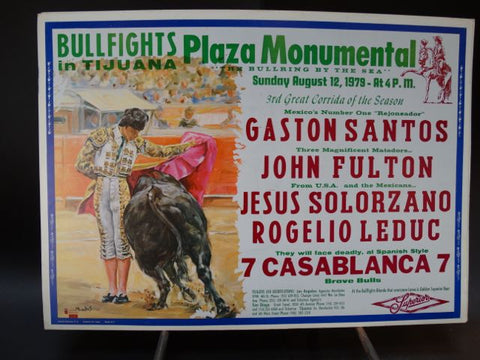 BULLFIGHTS
in TIJUANA
Plaza Monumental
"THE BULLRING BY THE SEA"
Sunday August 12, 1979 - At 4 P. M.
3rd Great Corrida of the Season
Mexico's Number One "Rejoneador"
GASTON SANTOS
Three Magnificent Matadors..
JOHN FULTON
From U.S.A. and the Mexicans..
JESUS SOLORZANO
ROGELIO LEDUC
They will face deadly, at Spanish Style
7 CASABLANCA 7
Brave Bulls
Superior